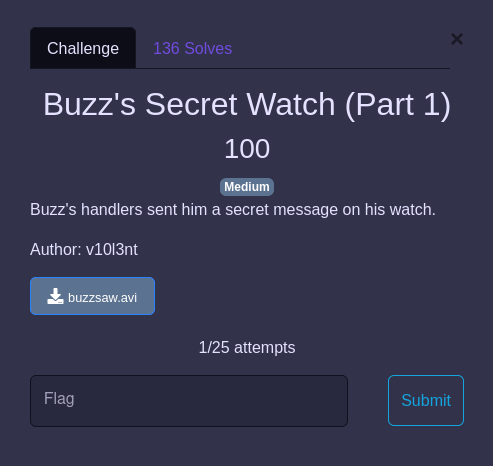 Challenge
136 Solves
×
Buzz's Secret Watch (Part 1)
100
Medium
Buzz's handlers sent him a secret message on his watch.
Author: v10l3nt
buzzsaw.avi
1/25 attempts
Flag
Submit